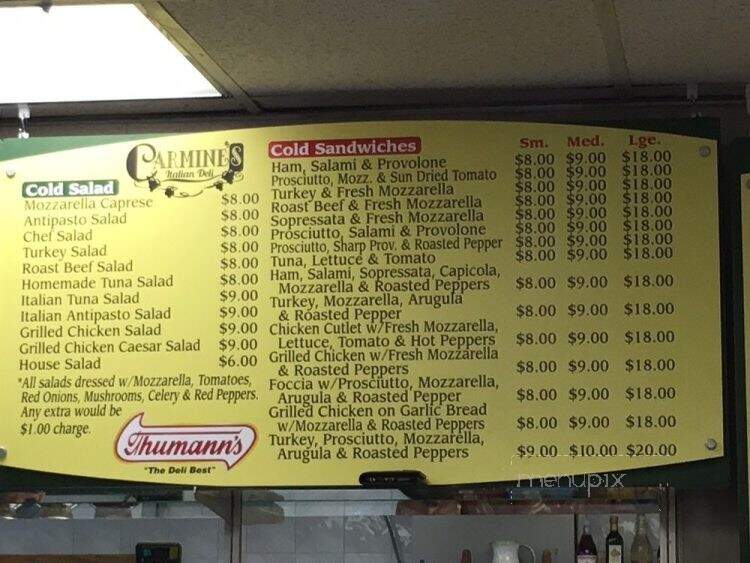 CARMINE'S
Italian Deli
Cold Salad
Mozzarella Caprese $8.00
Antipasto Salad $8.00
Chef Salad $8.00
Turkey Salad $8.00
Roast Beef Salad $8.00
Homemade Tuna Salad $8.00
Italian Tuna Salad $9.00
Italian Antipasto Salad $9.00
Grilled Chicken Salad $9.00
Grilled Chicken Caesar Salad $9.00
House Salad $6.00
*All salads dressed w/Mozzarella, Tomatoes,
Red Onions, Mushrooms, Celery & Red Peppers.
Any extra would be
$1.00 charge.
Thumann's
"The Deli Best"
Cold Sandwiches Sm. Med. Lge.
Ham, Salami & Provolone $8.00 $9.00 $18.00
Prosciutto, Mozz. & Sun Dried Tomato $8.00 $9.00 $18.00
Turkey & Fresh Mozzarella $8.00 $9.00 $18.00
Roast Beef & Fresh Mozzarella $8.00 $9.00 $18.00
Sopressata & Fresh Mozzarella $8.00 $9.00 $18.00
Prosciutto, Salami & Provolone $8.00 $9.00 $18.00
Prosciutto, Sharp Prov. & Roasted Pepper $8.00 $9.00 $18.00
Tuna, Lettuce & Tomato $8.00 $9.00 $18.00
Ham, Salami, Sopressata, Capicola,
Mozzarella & Roasted Peppers $8.00 $9.00 $18.00
Turkey, Mozzarella, Arugula
& Roasted Pepper $8.00 $9.00 $18.00
Chicken Cutlet w/Fresh Mozzarella,
Lettuce, Tomato & Hot Peppers $8.00 $9.00 $18.00
Grilled Chicken w/Fresh Mozzarella
& Roasted Peppers $8.00 $9.00 $18.00
Foccia w/Prosciutto, Mozzarella,
Arugula & Roasted Pepper $8.00 $9.00 $18.00
Grilled Chicken on Garlic Bread
w/Mozzarella & Roasted Peppers $8.00 $9.00 $18.00
Turkey, Prosciutto, Mozzarella,
Arugula & Roasted Peppers $9.00 $10.00 $20.00
menupix